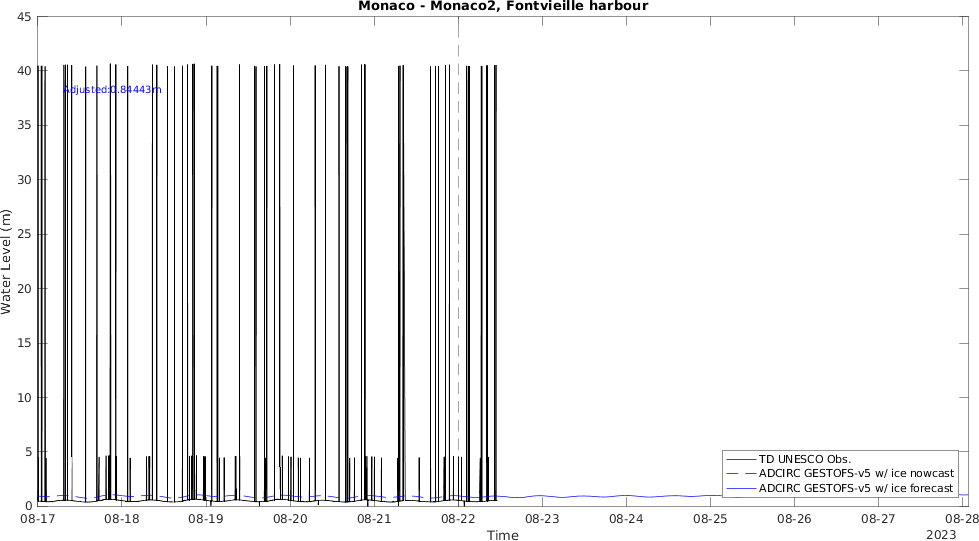 Monaco - Monaco2, Fontvieille harbour
45
40
35
30
25
20
15
10
5
0
Water Level (m)
Adjusted:0.84443m
TD UNESCO Obs.
ADCIRC GESTOFS-v5 w/ ice nowcast
ADCIRC GESTOFS-v5 w/ ice forecast
08-17 08-18 08-19 08-20 08-21 08-22 08-23 08-24 08-25 08-26 08-27 08-28
Time
2023